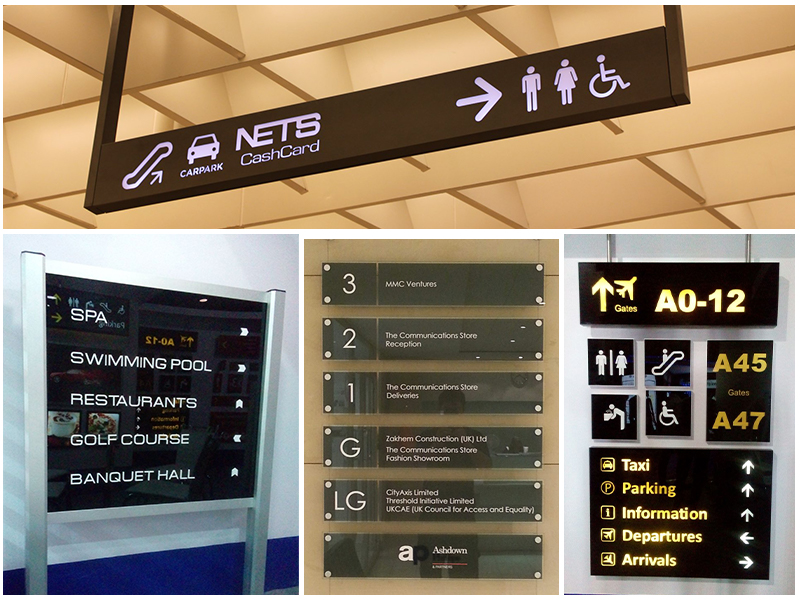 CARPARK
NETS
CashCard
SPA
SWIMMING POOL
RESTAURANTS
GOLF COURSE
BANQUET HALL
3
MMC Ventures
2
The Communications Store
Reception
1
The Communications Store
Deliveries
G
Zakhem Construction (UK) Ltd
The Communications Store
Fashion Showroom
LG
CityAxis Limited
Threshold Initiative Limited
UKCAE (UK Council for Access and Equality)
Ashdown
& PARTNERS
Gates
A0-12
A45
Gates
A47
Taxi
P Parking
i Information
Departures
Arrivals